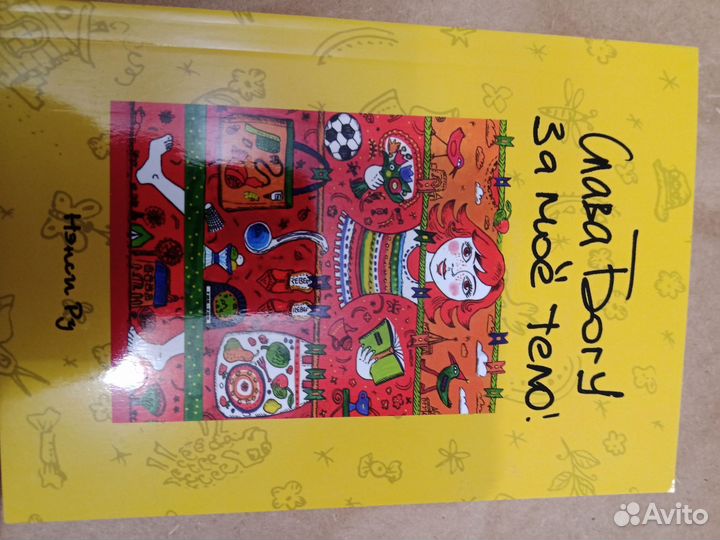 Слава Богу
за моё тело!
Нэнси Ру
Avito